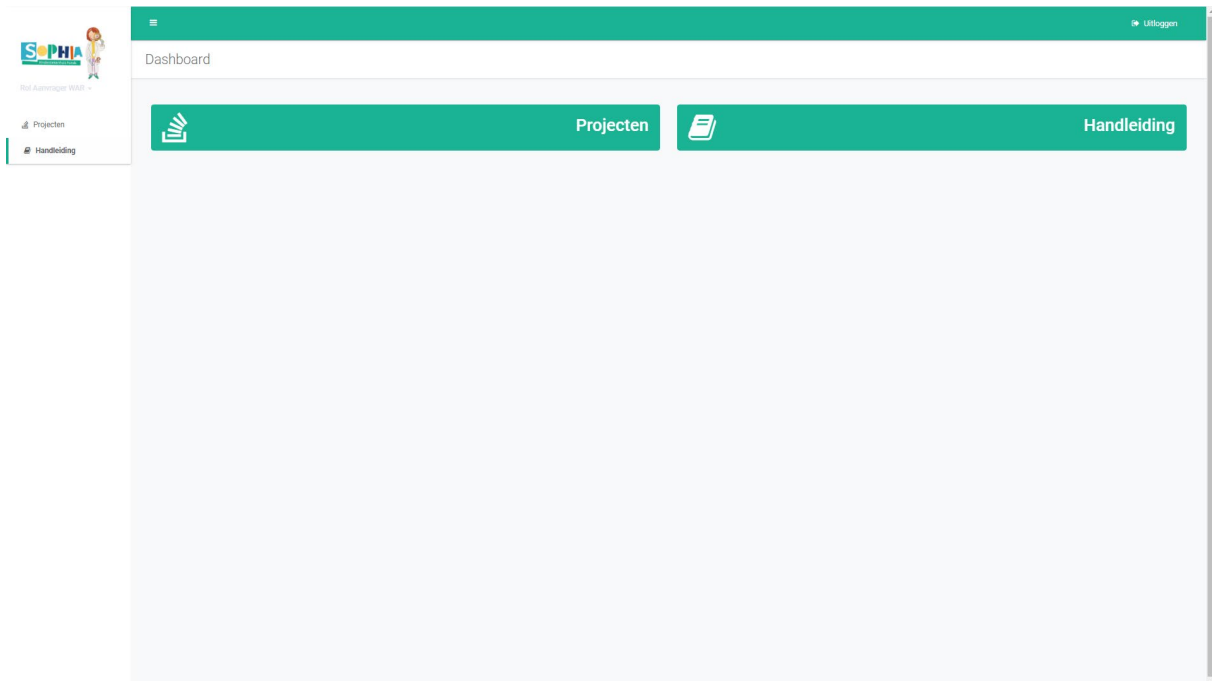 SOPHIA
Uitloggen
Dashboard
Projecten
Handleiding
Projecten
Handleiding